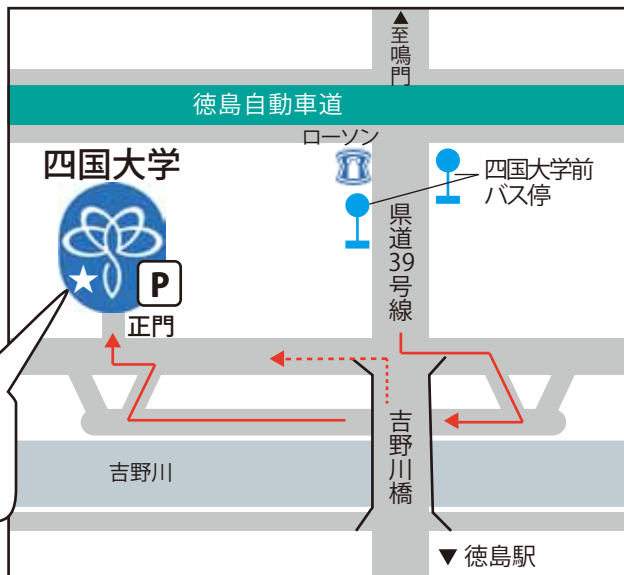 ▲至鳴門
徳島自動車道
ローソン
四国大学
四国大学前
バス停
県道39号線
P
正門
吉野川橋
吉野川
▼ 徳島駅